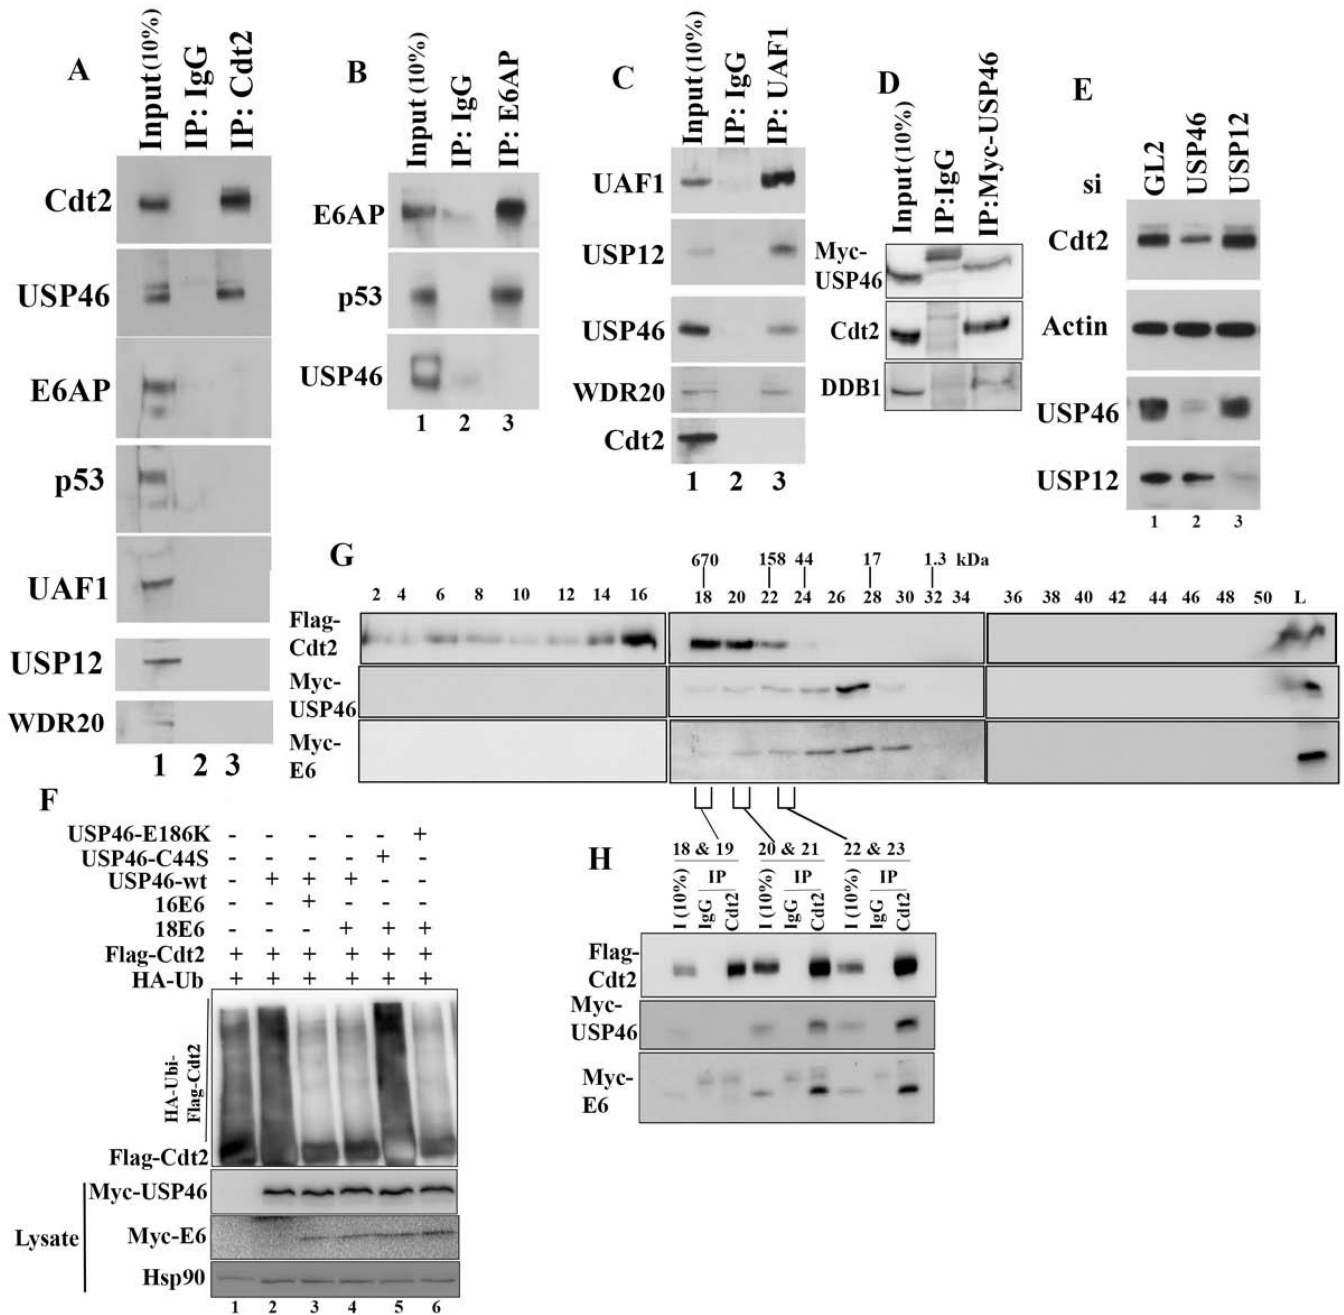 A
Input (10%)
IP: IgG
IP: Cdt2
Cdt2
USP46
E6AP
p53
UAF1
USP12
WDR20
1 2 3
B
Input (10%)
IP: IgG
IP: E6AP
E6AP
p53
USP46
1 2 3
C
Input (10%)
IP: IgG
IP: UAF1
UAF1
USP12
USP46
WDR20
Cdt2
1 2 3
D
Input (10%)
IP:IgG
IP:Myc-USP46
Myc-
USP46
Cdt2
DDB1
E
si
GL2
USP46
USP12
Cdt2
Actin
USP46
USP12
1 2 3
G
670 158 44 17 1.3 kDa
2 4 6 8 10 12 14 16 18 20 22 24 26 28 30 32 34 36 38 40 42 44 46 48 50 L
Flag-
Cdt2
Myc-
USP46
Myc-
E6
F
USP46-E186K - - - - - +
USP46-C44S - - - - + -
USP46-wt - + + + - -
16E6 - - + - - -
18E6 - - - + + +
Flag-Cdt2 + + + + + +
HA-Ub + + + + + +
HA-Ubi-
Flag-Cdt2
Flag-Cdt2
Lysate
Myc-USP46
Myc-E6
Hsp90
1 2 3 4 5 6
H
18 & 19 20 & 21 22 & 23
IP IP IP
I (10%) IgG Cdt2 I (10%) IgG Cdt2 I (10%) IgG Cdt2
Flag-
Cdt2
Myc-
USP46
Myc-
E6